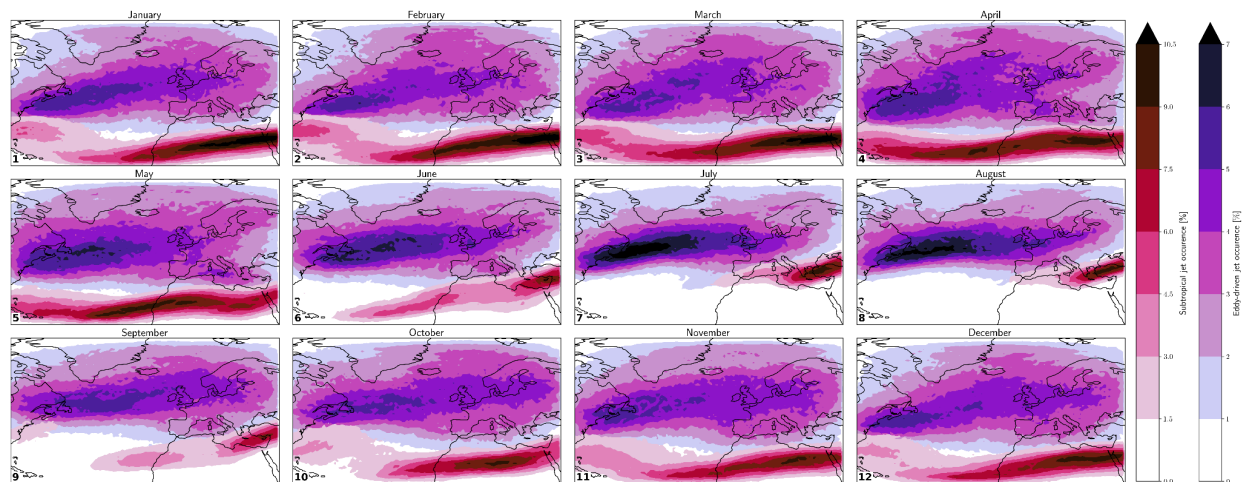 January
February
March
April
1
2
3
4
May
June
July
August
5
6
7
8
September
October
November
December
9
10
11
12
10.5
9.0
7.5
6.0
4.5
3.0
1.5
0.0
Subtropical jet occurence [%]
7
6
5
4
3
2
1
0
Eddy-driven jet occurence [%]